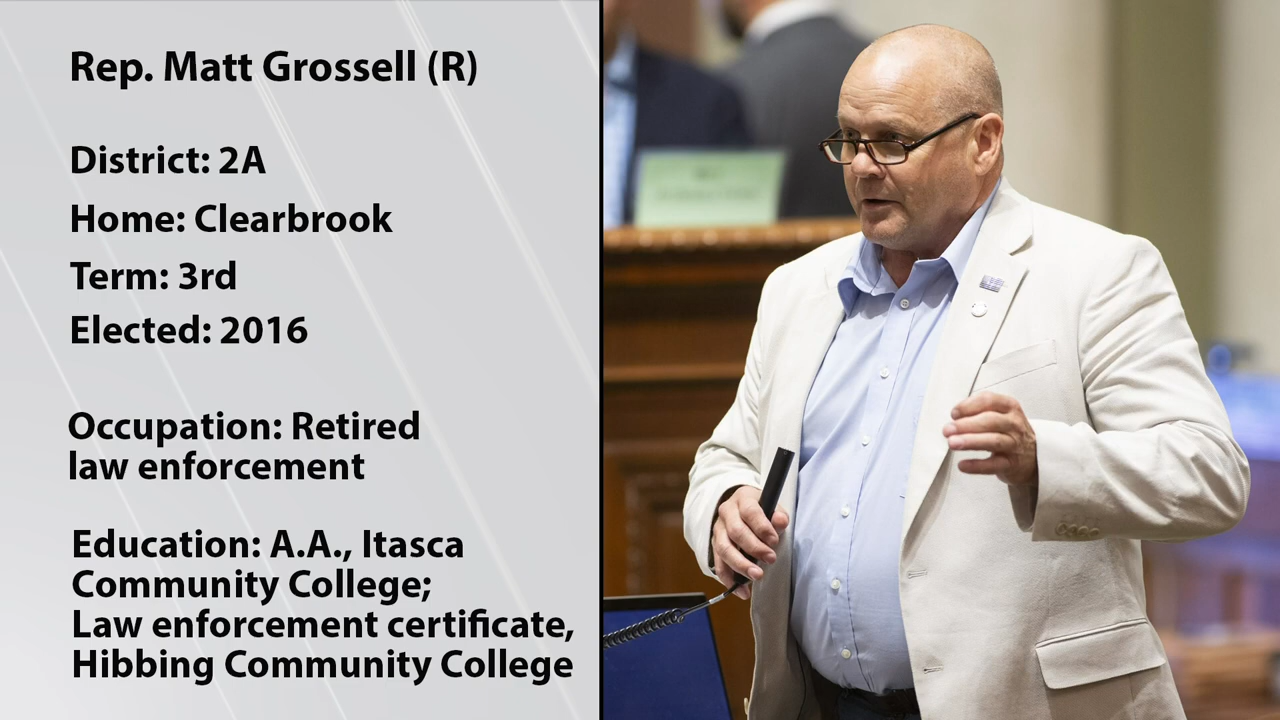 Rep. Matt Grossell (R)
District: 2A
Home: Clearbrook
Term: 3rd
Elected: 2016
Occupation: Retired
law enforcement
Education: A.A., Itasca
Community College;
Law enforcement certificate,
Hibbing Community College